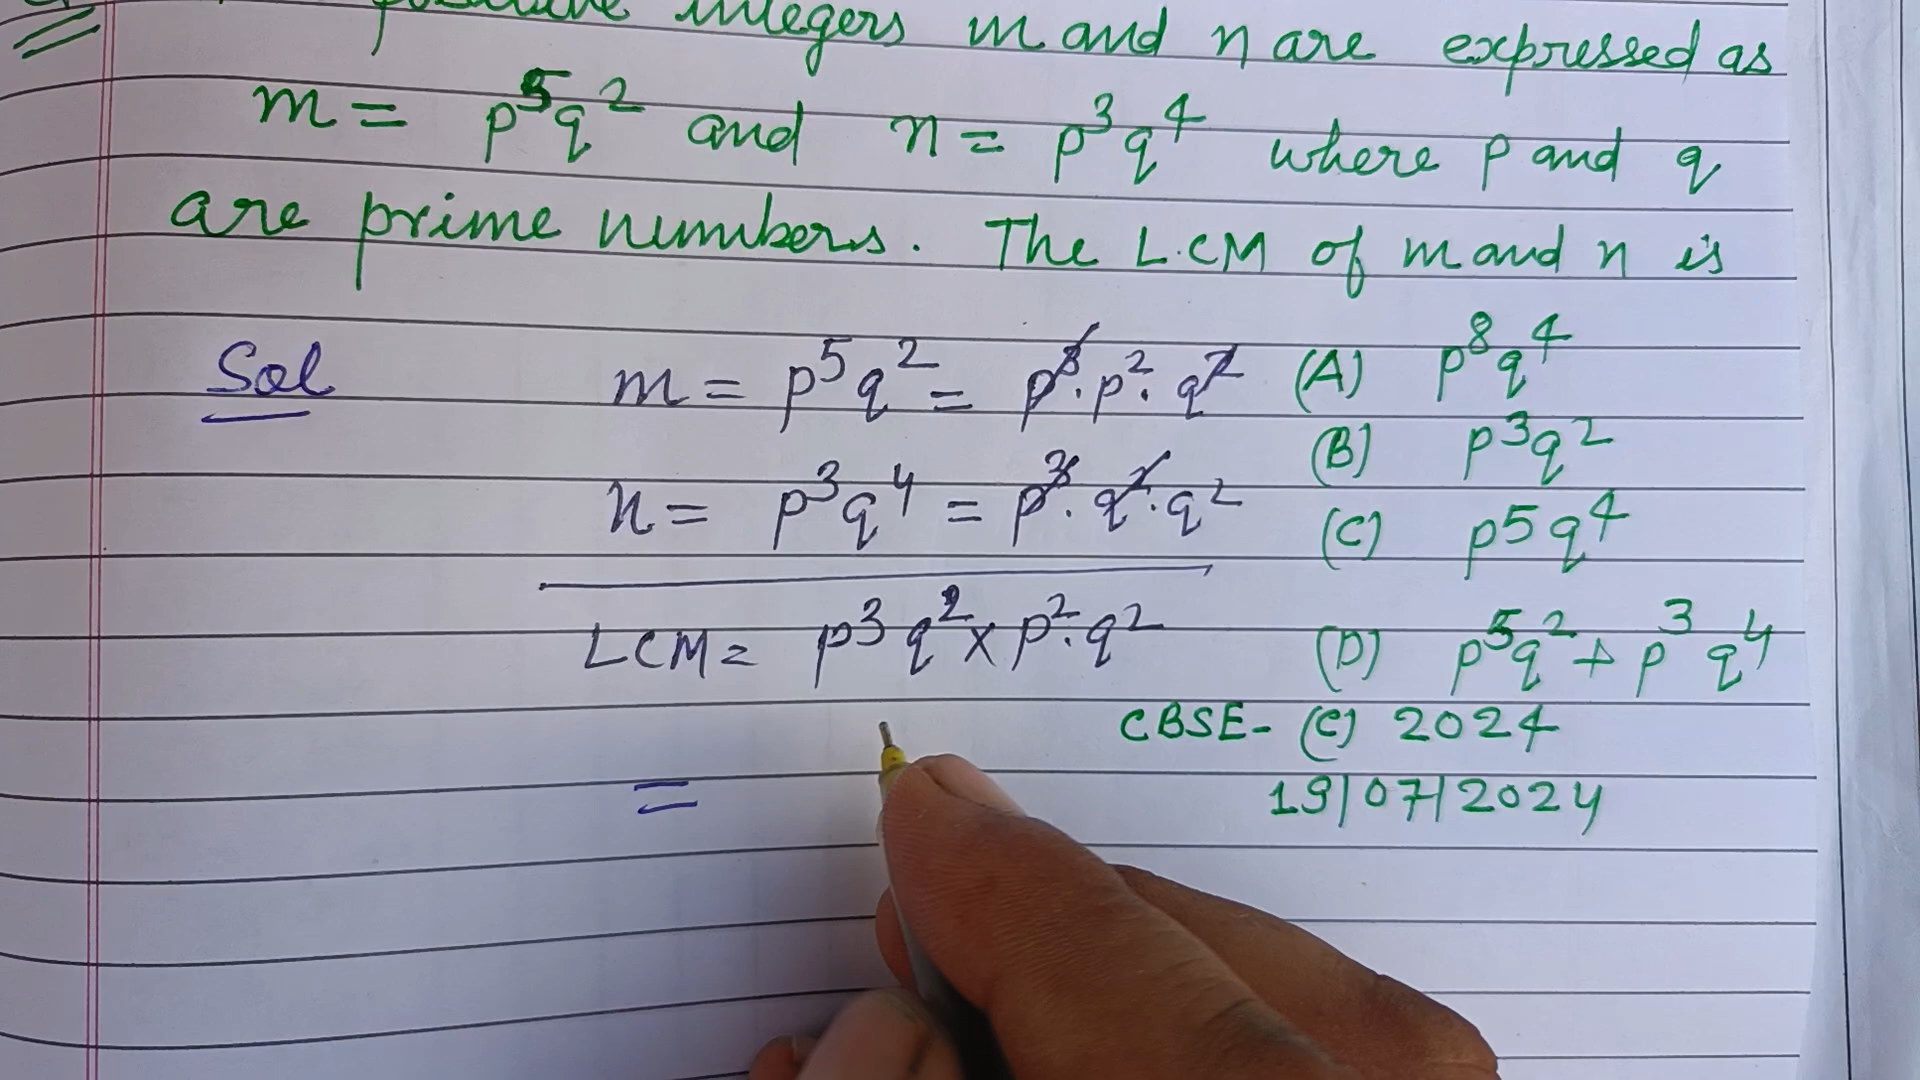 positive integers m and n are expressed as
m = p⁵q² and n = p³q⁴ where p and q
are prime numbers. The L.CM of m and n is
Sol
m = p⁵q² = p³.p².q²
(A) p⁸q⁴
(B) p³q²
n = p³q⁴ = p³.q².q²
(C) p⁵q⁴
LCM = p³q² × p².q²
(D) p⁵q² + p³q⁴
CBSE- (C) 2024
=
19/07/2024